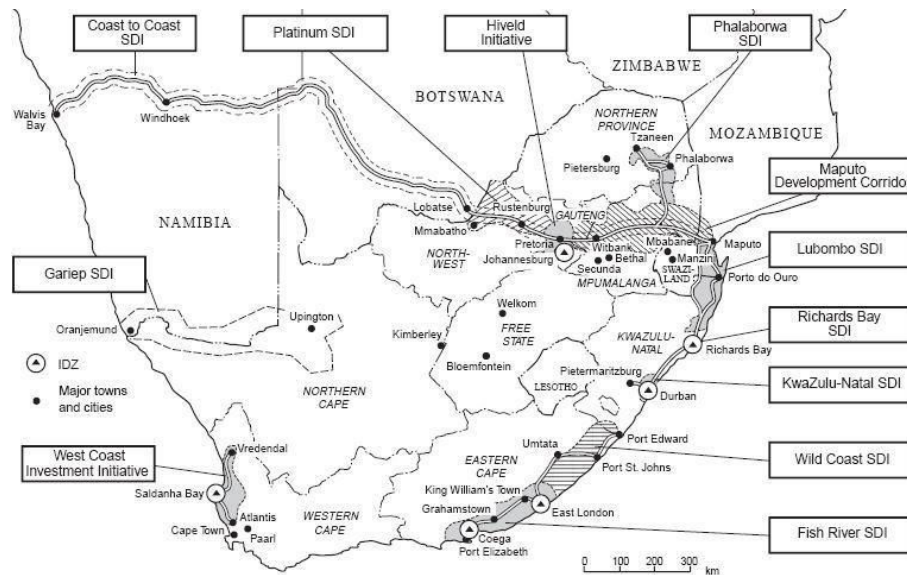 Coast to Coast
SDI
Platinum SDI
Hiveld
Initiative
Phalaborwa
SDI
ZIMBABWE
BOTSWANA
NORTHERN
PROVINCE
MOZAMBIQUE
Walvis
Bay
Windhoek
Tzaneen
Pietersburg
Phalaborwa
Maputo
Development Corrido
NAMIBIA
Lobatse
Rustenburg
GAUTENG
Mmabatho
Pretoria
Witbank
Mbabane
Maputo
NORTH-
WEST
Johannesburg
Bethal
Manzin
Lubombo SDI
Secunda
SWAZI-
LAND
MPUMALANGA
Porto do Ouro
Gariep SDI
Welkom
Oranjemund
Upington
Kimberley
FREE
STATE
KWAZULU-
NATAL
Richards Bay
Richards Bay
SDI
IDZ
Bloemfontein
Pietermaritzburg
LESOTHO
KwaZulu-Natal SDI
Major towns
and cities
Durban
NORTHERN
CAPE
West Coast
Investment Initiative
Vredendal
Umtata
Port Edward
EASTERN
CAPE
Port St. Johns
Wild Coast SDI
Saldanha Bay
King William's Town
Grahamstown
East London
Atlantis
Cape Town
Paarl
WESTERN
CAPE
Coega
Port Elizabeth
Fish River SDI
0 100 200 300
km